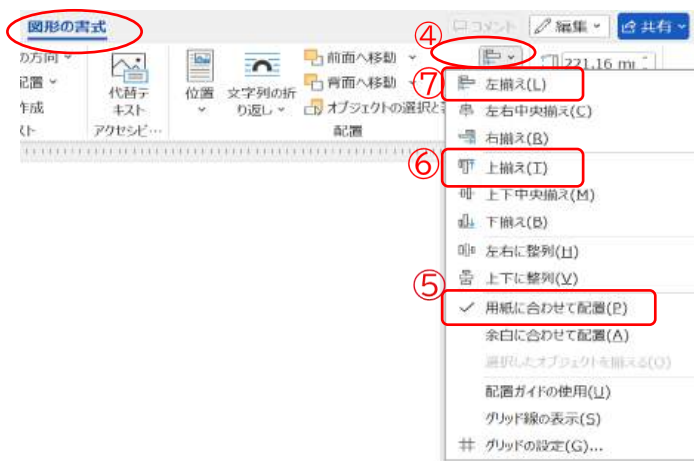 図形の書式
④
コメント
編集
共有
の方向
前面へ移動
221.16 mm
⑦
左揃え(L)
配置
代替テ
キスト
位置
文字列の折
り返し
背面へ移動
左右中央揃え(C)
作成
オブジェクトの選択と
右揃え(R)
アクセシビ…
配置
⑥
上揃え(T)
上下中央揃え(M)
下揃え(B)
左右に整列(H)
⑤
上下に整列(V)
✓ 用紙に合わせて配置(P)
余白に合わせて配置(A)
選択したオブジェクトを揃える(O)
配置ガイドの使用(U)
グリッド線の表示(S)
グリッドの設定(G)...